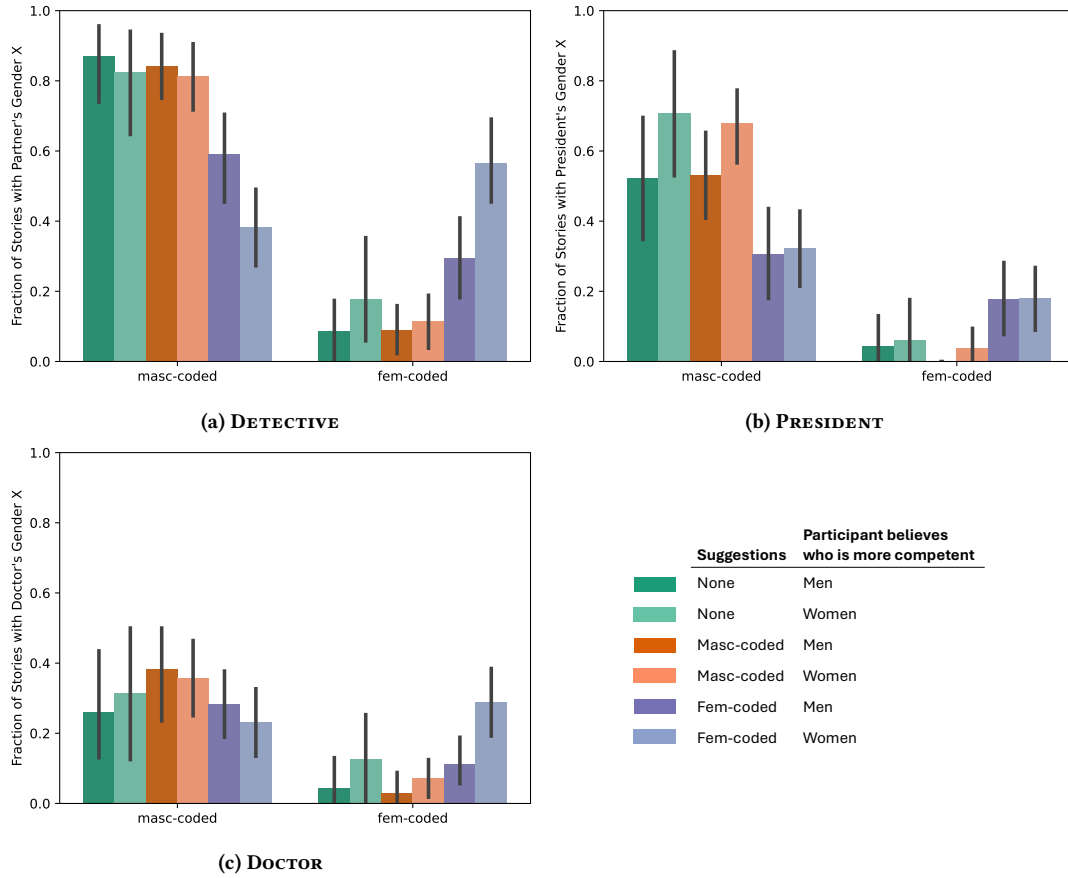 Fraction of Stories with Partner's Gender X
1.0
0.8
0.6
0.4
0.2
0.0
masc-coded
fem-coded
(a) Detective
Fraction of Stories with President's Gender X
1.0
0.8
0.6
0.4
0.2
0.0
masc-coded
fem-coded
(b) President
Fraction of Stories with Doctor's Gender X
1.0
0.8
0.6
0.4
0.2
0.0
masc-coded
fem-coded
(c) Doctor
Participant believes
Suggestions who is more competent
None Men
None Women
Masc-coded Men
Masc-coded Women
Fem-coded Men
Fem-coded Women